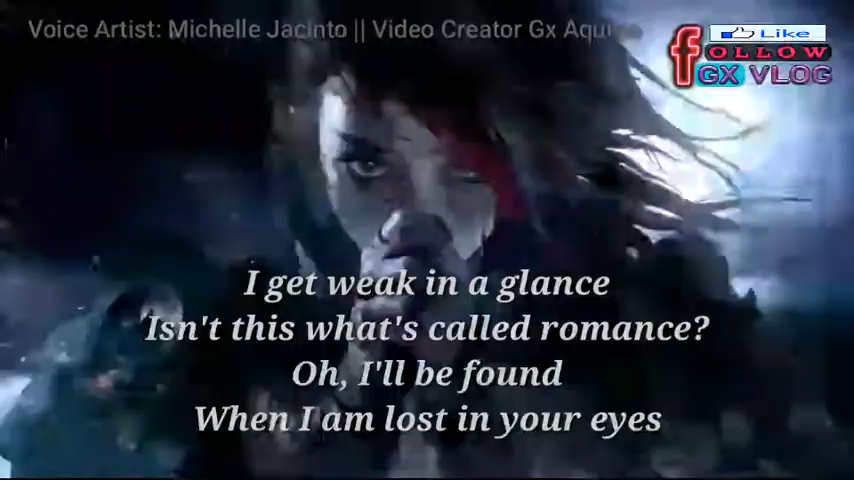 Voice Artist: Michelle Jacinto || Video Creator Gx
Like
fOLLOW
GX VLOG
I get weak in a glance
Isn't this what's called romance?
Oh, I'll be found
When I am lost in your eyes